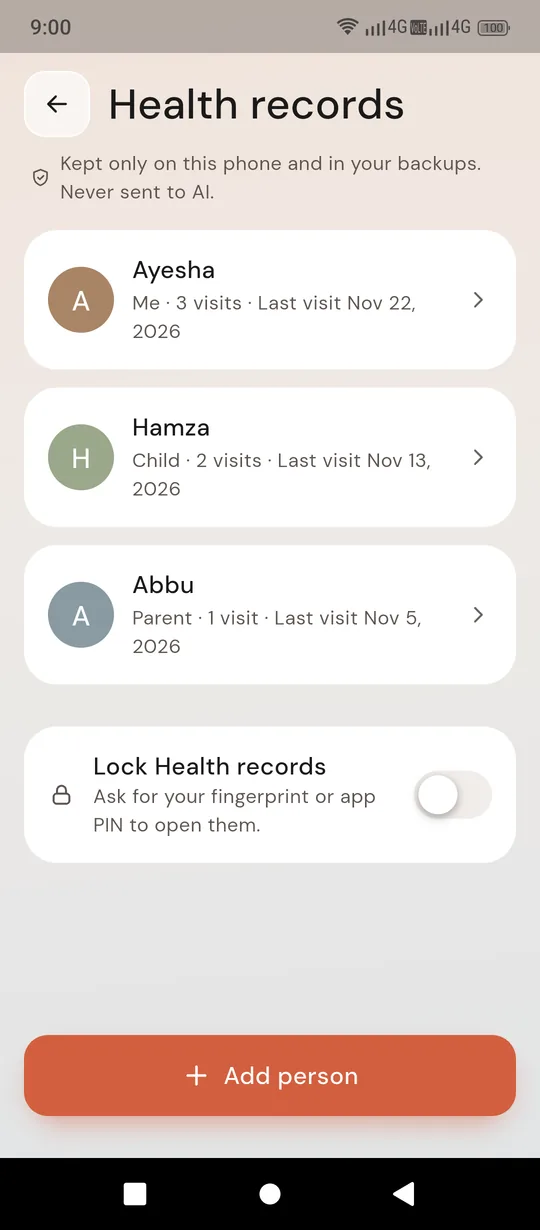 9:00
4G VoLTE 4G 100
Health records
Kept only on this phone and in your backups.
Never sent to AI.
A
Ayesha
Me · 3 visits · Last visit Nov 22,
2026
H
Hamza
Child · 2 visits · Last visit Nov 13,
2026
A
Abbu
Parent · 1 visit · Last visit Nov 5,
2026
Lock Health records
Ask for your fingerprint or app
PIN to open them.
Add person